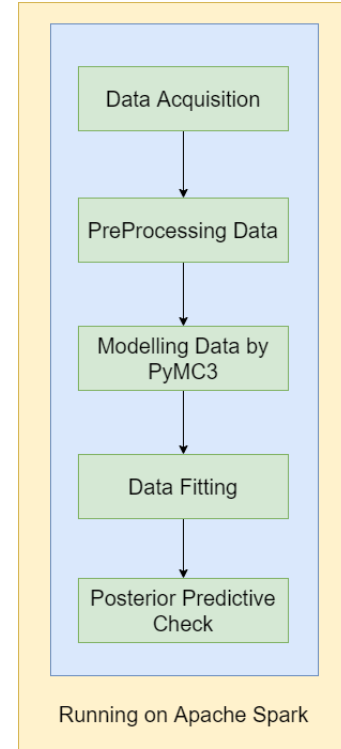 Data Acquisition
PreProcessing Data
Modelling Data by
PyMC3
Data Fitting
Posterior Predictive
Check
Running on Apache Spark